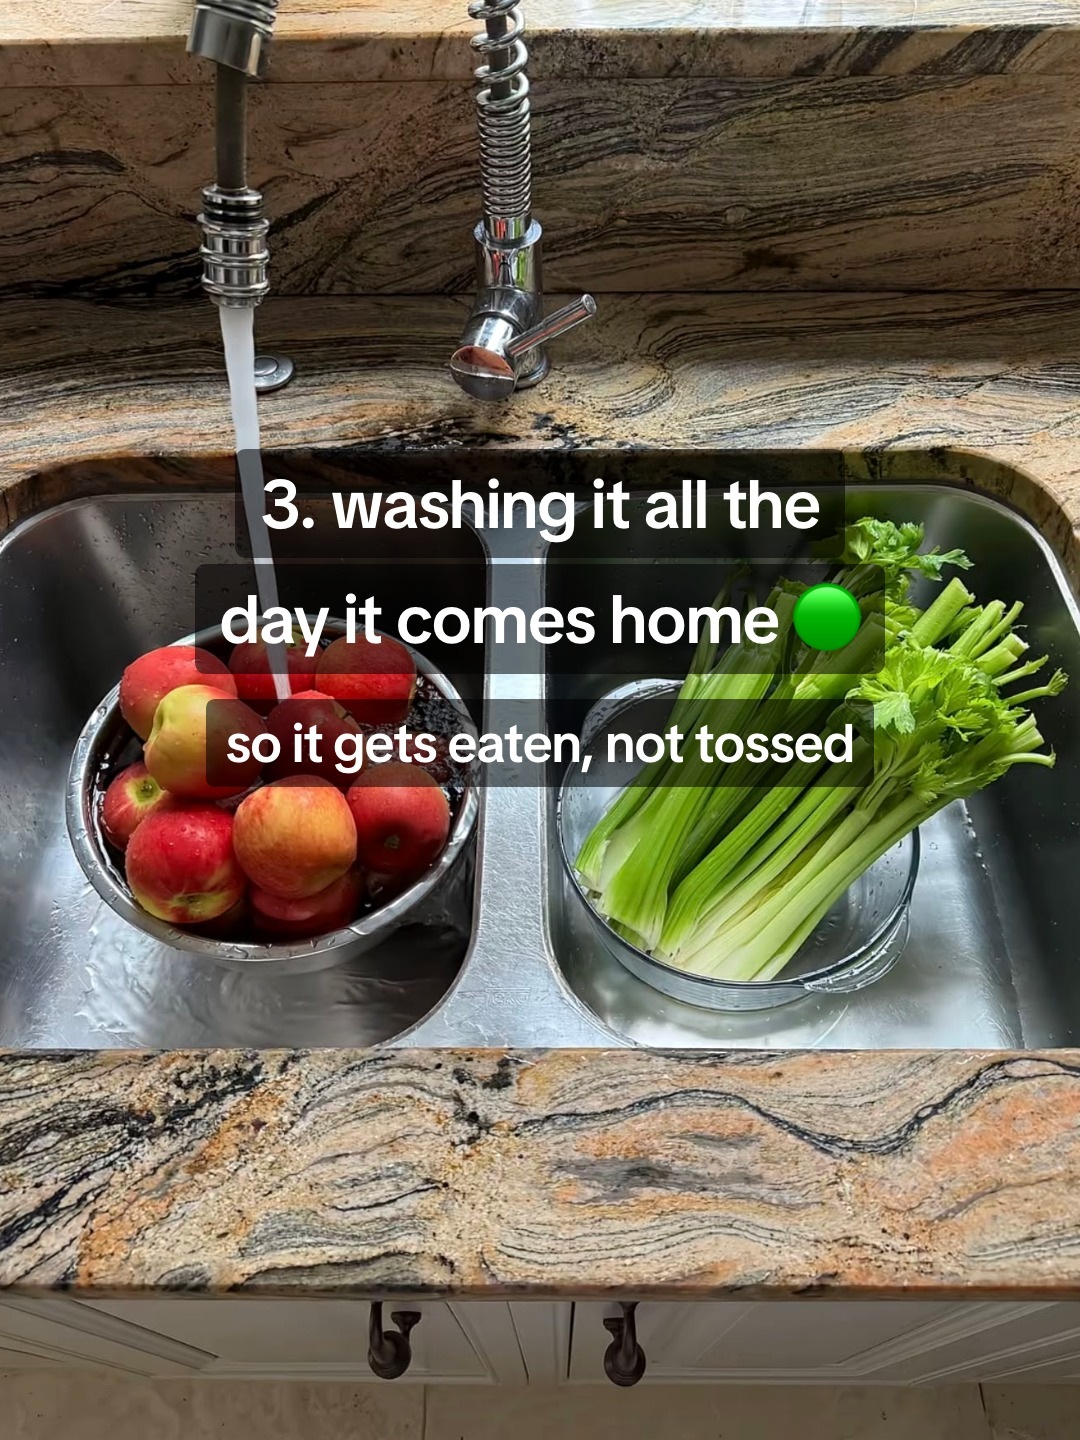 3. washing it all the
day it comes home 🟢
so it gets eaten, not tossed